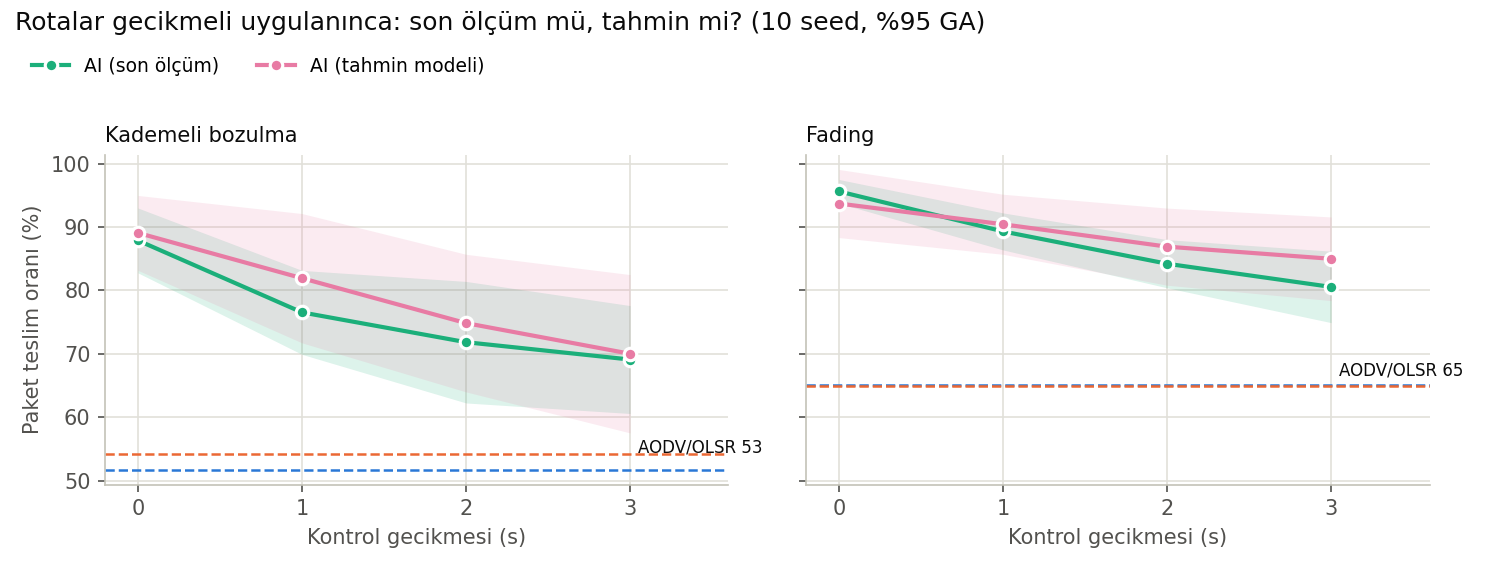 Rotalar gecikmeli uygulanınca: son ölçüm mü, tahmin mi? (10 seed, %95 GA)
AI (son ölçüm) AI (tahmin modeli)
Kademeli bozulma
Fading
Paket teslim oranı (%)
100
90
80
70
60
50
AODV/OLSR 53
AODV/OLSR 65
0 1 2 3
0 1 2 3
Kontrol gecikmesi (s)
Kontrol gecikmesi (s)